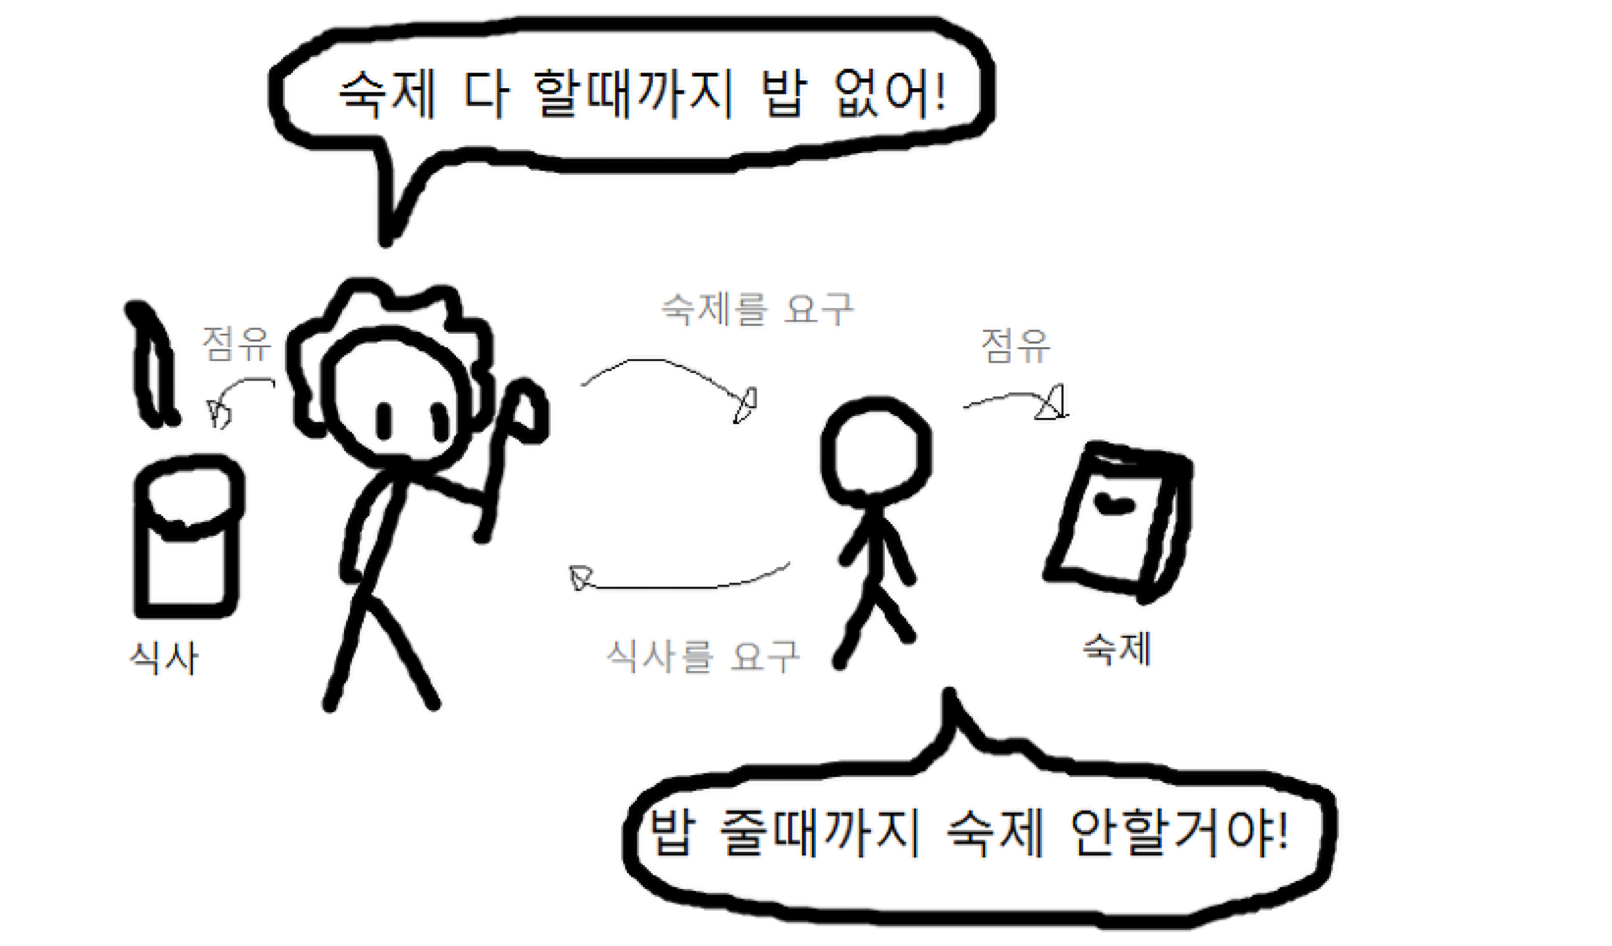 숙제 다 할때까지 밥 없어!
숙제를 요구
점유
점유
식사를 요구
식사
숙제
밥 줄때까지 숙제 안할거야!